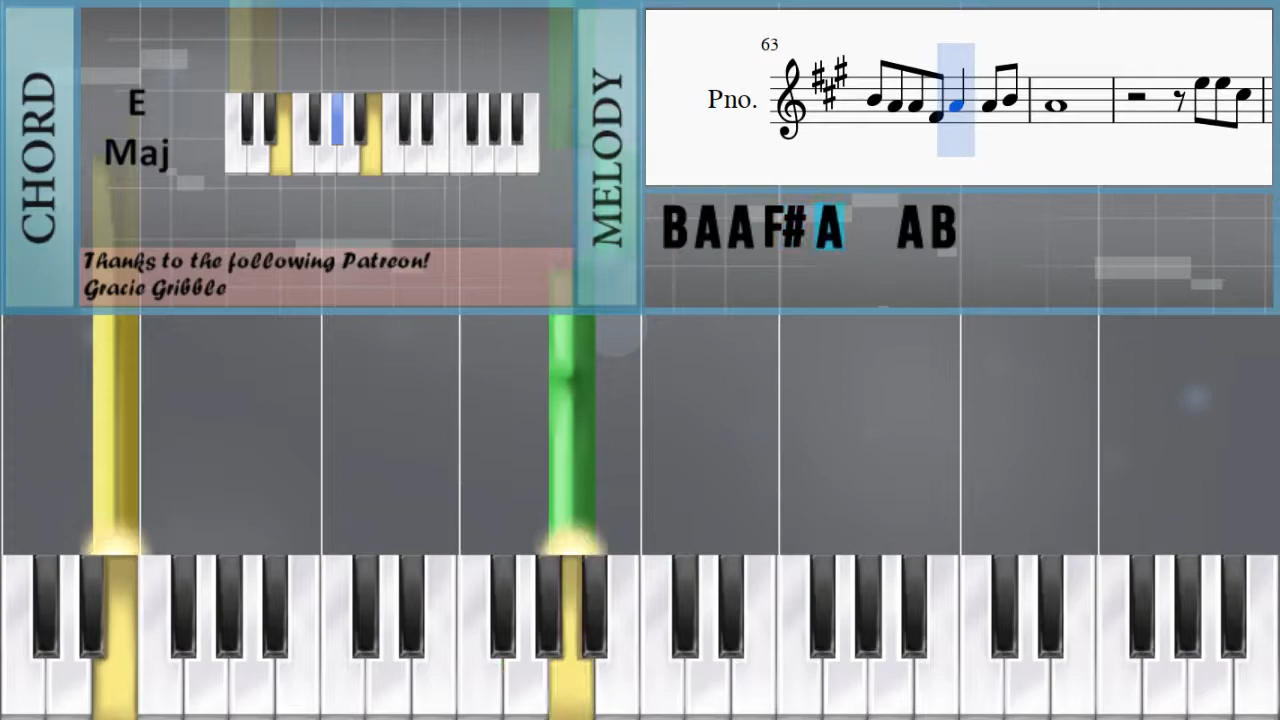 CHORD
E
Maj
Thanks to the following Patreon!
Gracie Gribble
MELODY
63
Pno.
BAAF# A AB